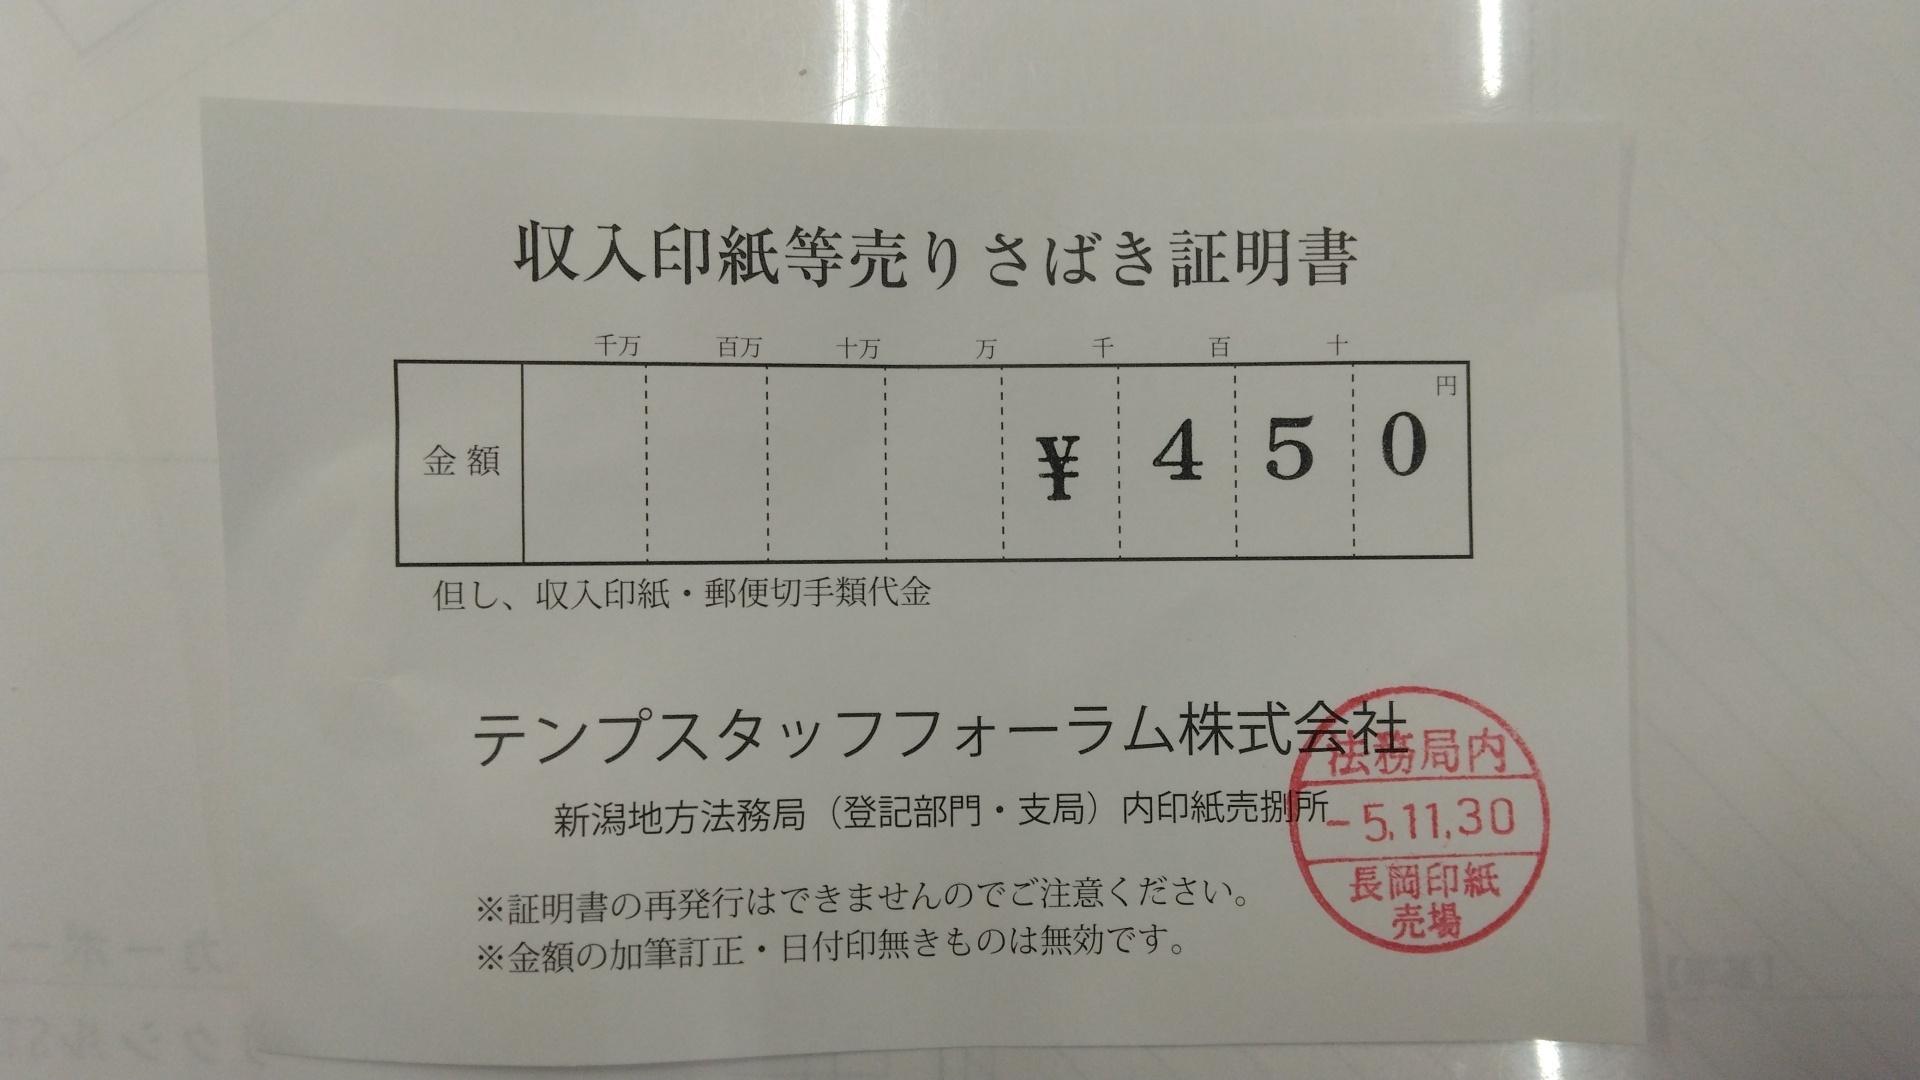 収入印紙等売りさばき証明書
千万 百万 十万 万 千 百 十
円
金額 ¥ 4 5 0
但し、収入印紙・郵便切手類代金
テンプスタッフフォーラム株式会社
新潟地方法務局（登記部門・支局）内印紙売捌所
法務局内
-5.11.30
長岡印紙
売場
※証明書の再発行はできませんのでご注意ください。
※金額の加筆訂正・日付印無きものは無効です。